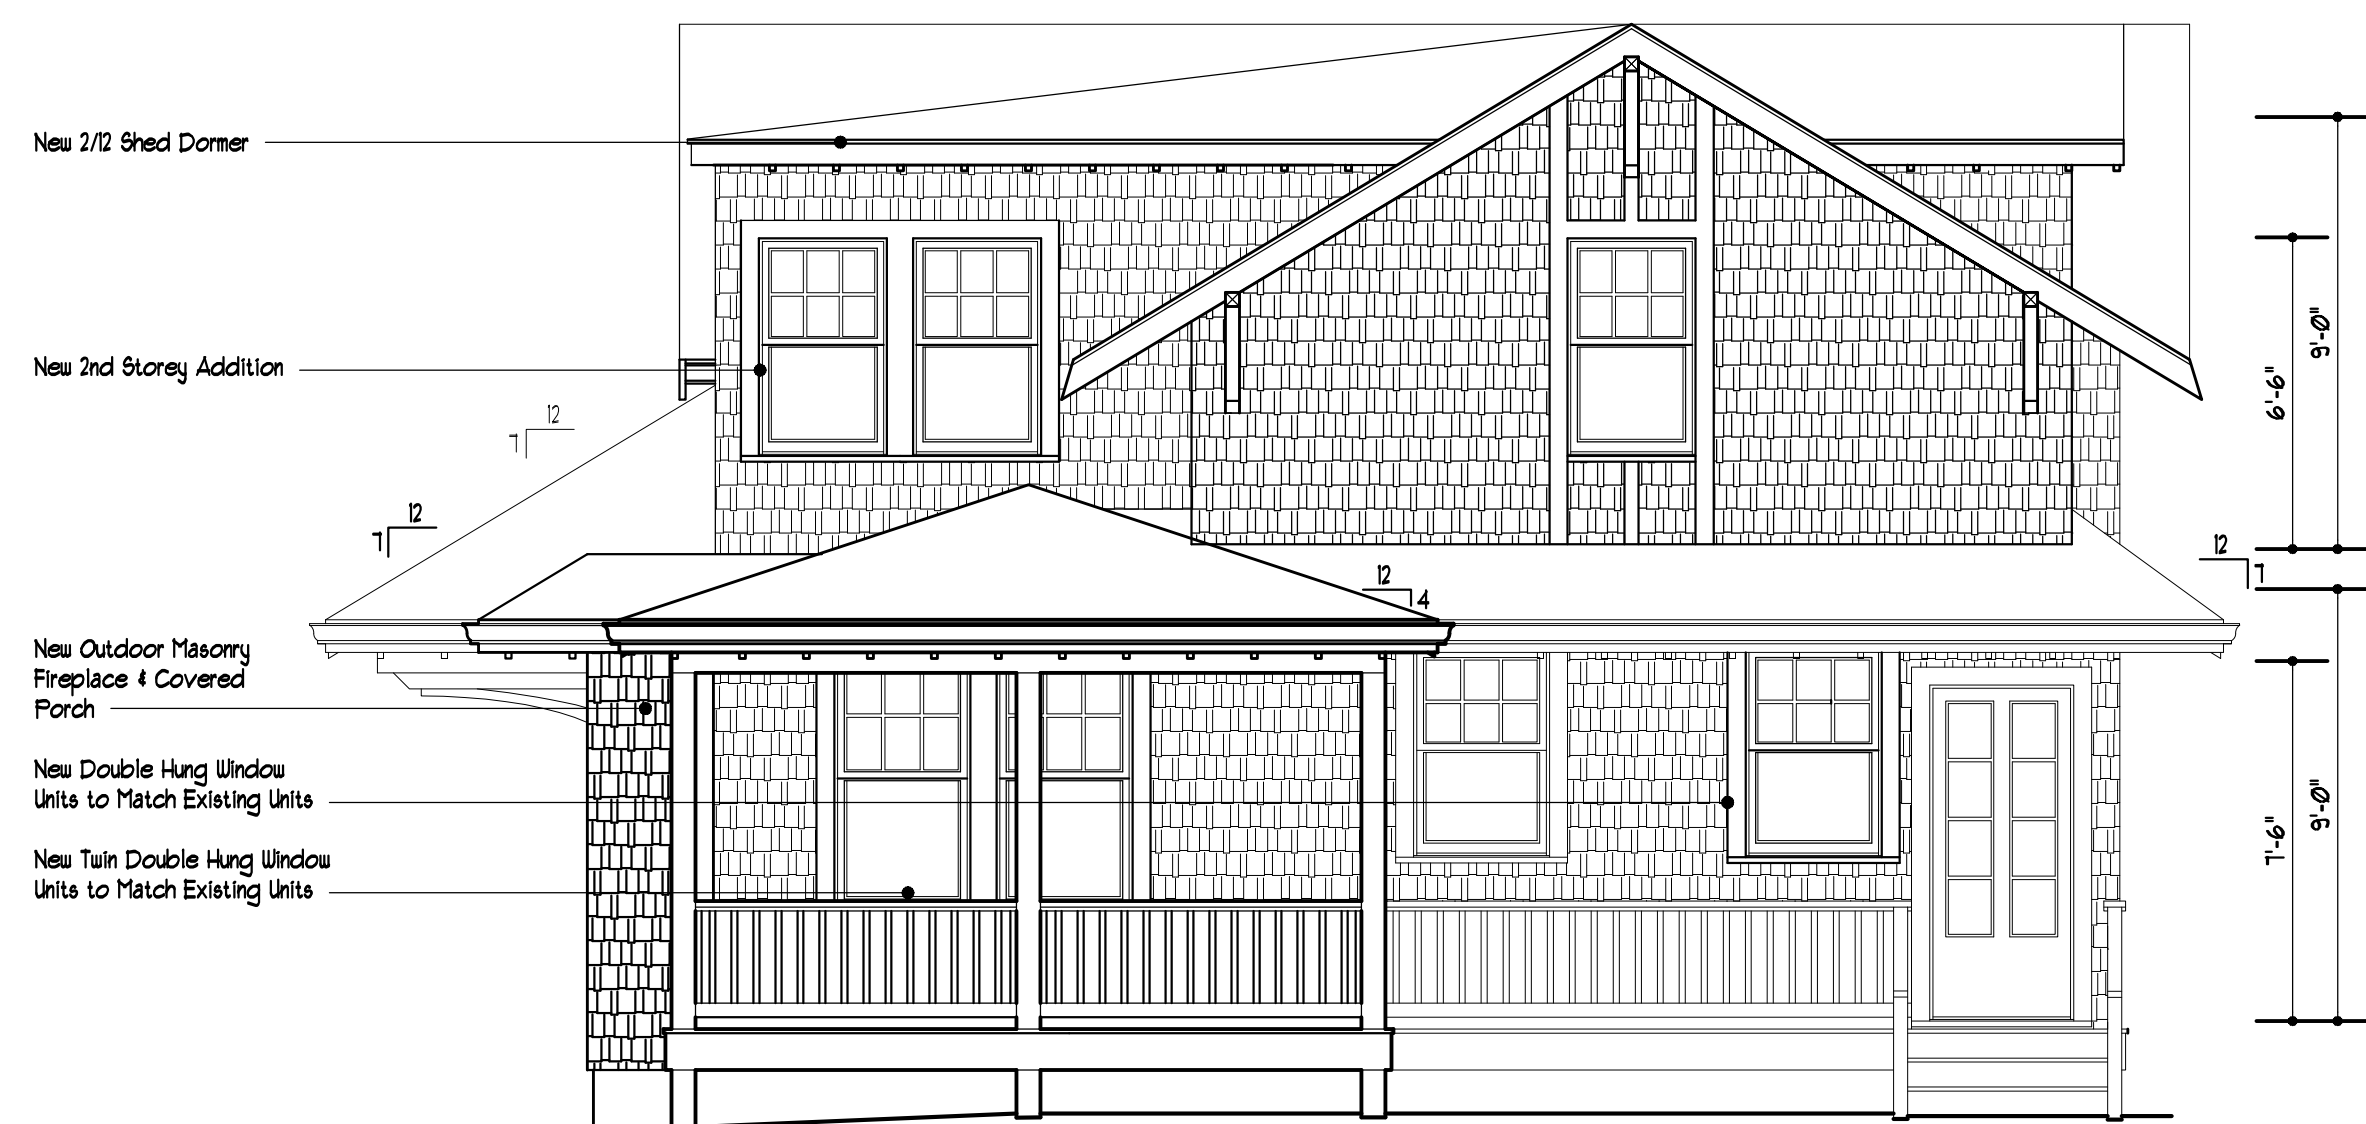 New 2/12 Shed Dormer
New 2nd Storey Addition
12
7
12
7
12
7
12
4
New Outdoor Masonry
Fireplace & Covered
Porch
New Double Hung Window
Units to Match Existing Units
New Twin Double Hung Window
Units to Match Existing Units
9'-0"
6'-6"
9'-0"
7'-6"